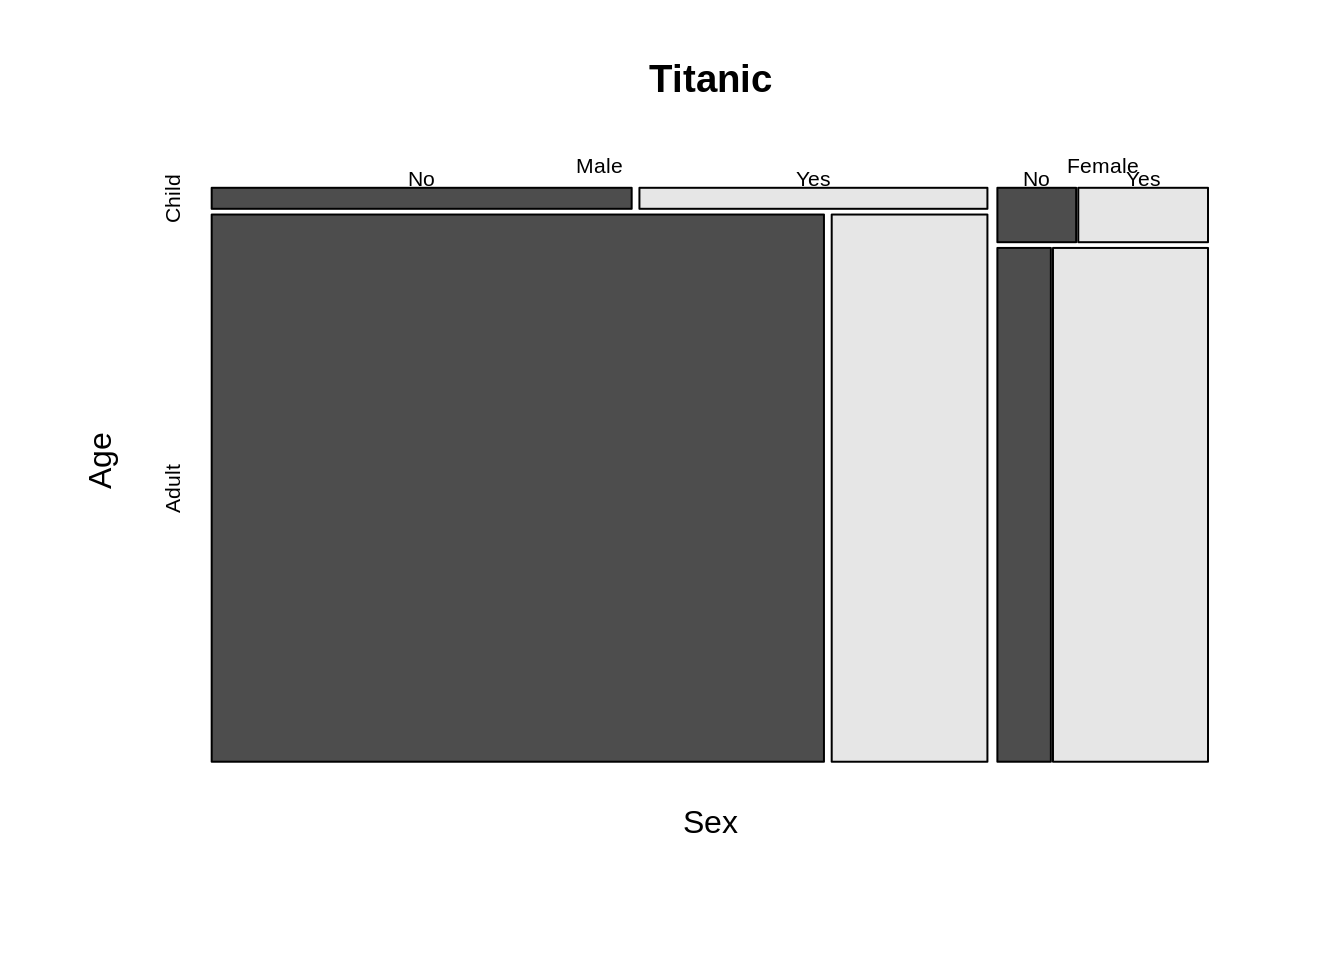 Titanic
Male
Female
No
Yes
No
Yes
Child
Adult
Age
Sex